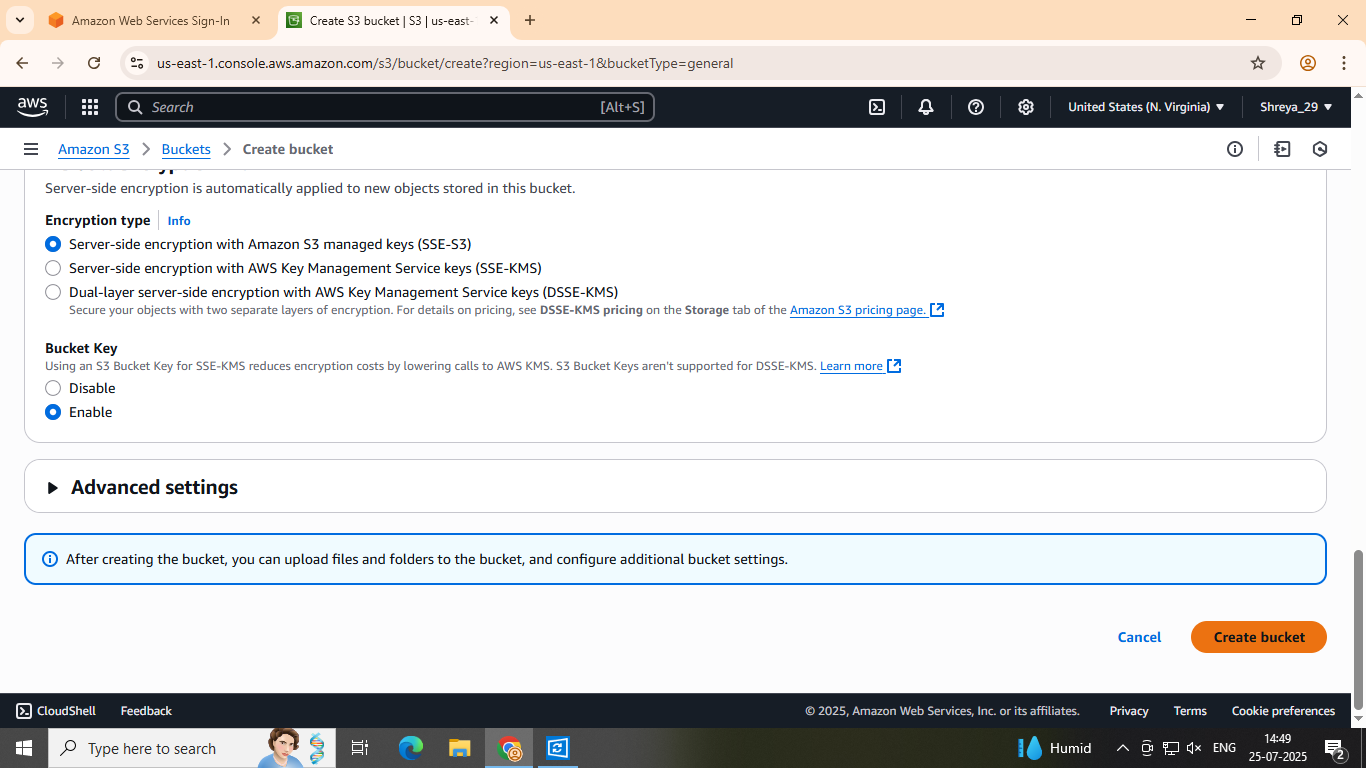 Amazon Web Services Sign-In
Create S3 bucket | S3 | us-east-
us-east-1.console.aws.amazon.com/s3/bucket/create?region=us-east-1&bucketType=general
aws
Search
[Alt+S]
United States (N. Virginia)
Shreya_29
Amazon S3
Buckets
Create bucket
Server-side encryption is automatically applied to new objects stored in this bucket.
Encryption type
Info
Server-side encryption with Amazon S3 managed keys (SSE-S3)
Server-side encryption with AWS Key Management Service keys (SSE-KMS)
Dual-layer server-side encryption with AWS Key Management Service keys (DSSE-KMS)
Secure your objects with two separate layers of encryption. For details on pricing, see DSSE-KMS pricing on the Storage tab of the Amazon S3 pricing page.
Bucket Key
Using an S3 Bucket Key for SSE-KMS reduces encryption costs by lowering calls to AWS KMS. S3 Bucket Keys aren't supported for DSSE-KMS. Learn more
Disable
Enable
Advanced settings
After creating the bucket, you can upload files and folders to the bucket, and configure additional bucket settings.
Cancel
Create bucket
CloudShell
Feedback
© 2025, Amazon Web Services, Inc. or its affiliates.
Privacy
Terms
Cookie preferences
Type here to search
Humid
ENG
14:49
25-07-2025
2